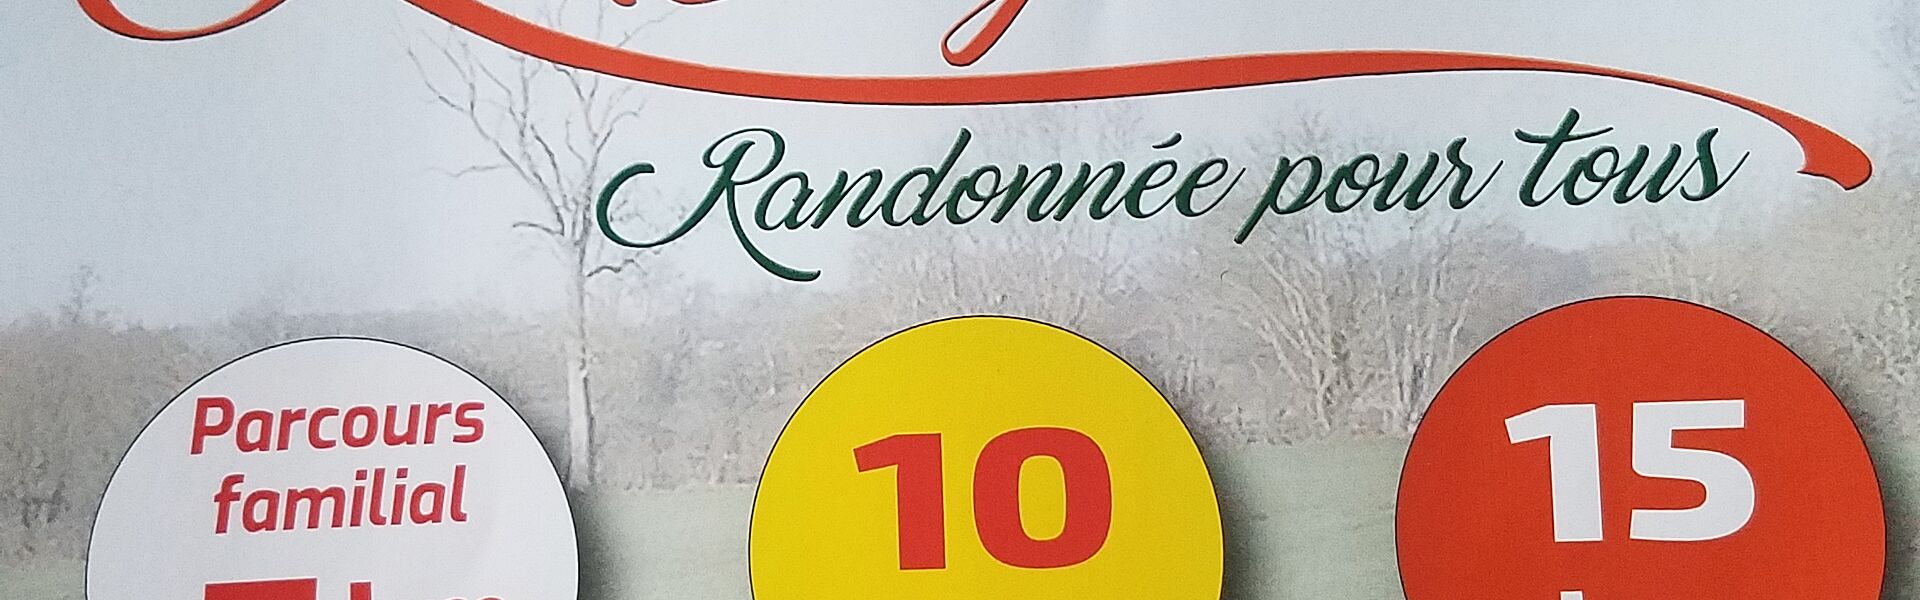 Randonnée pour tous
Parcours
familial
10
15